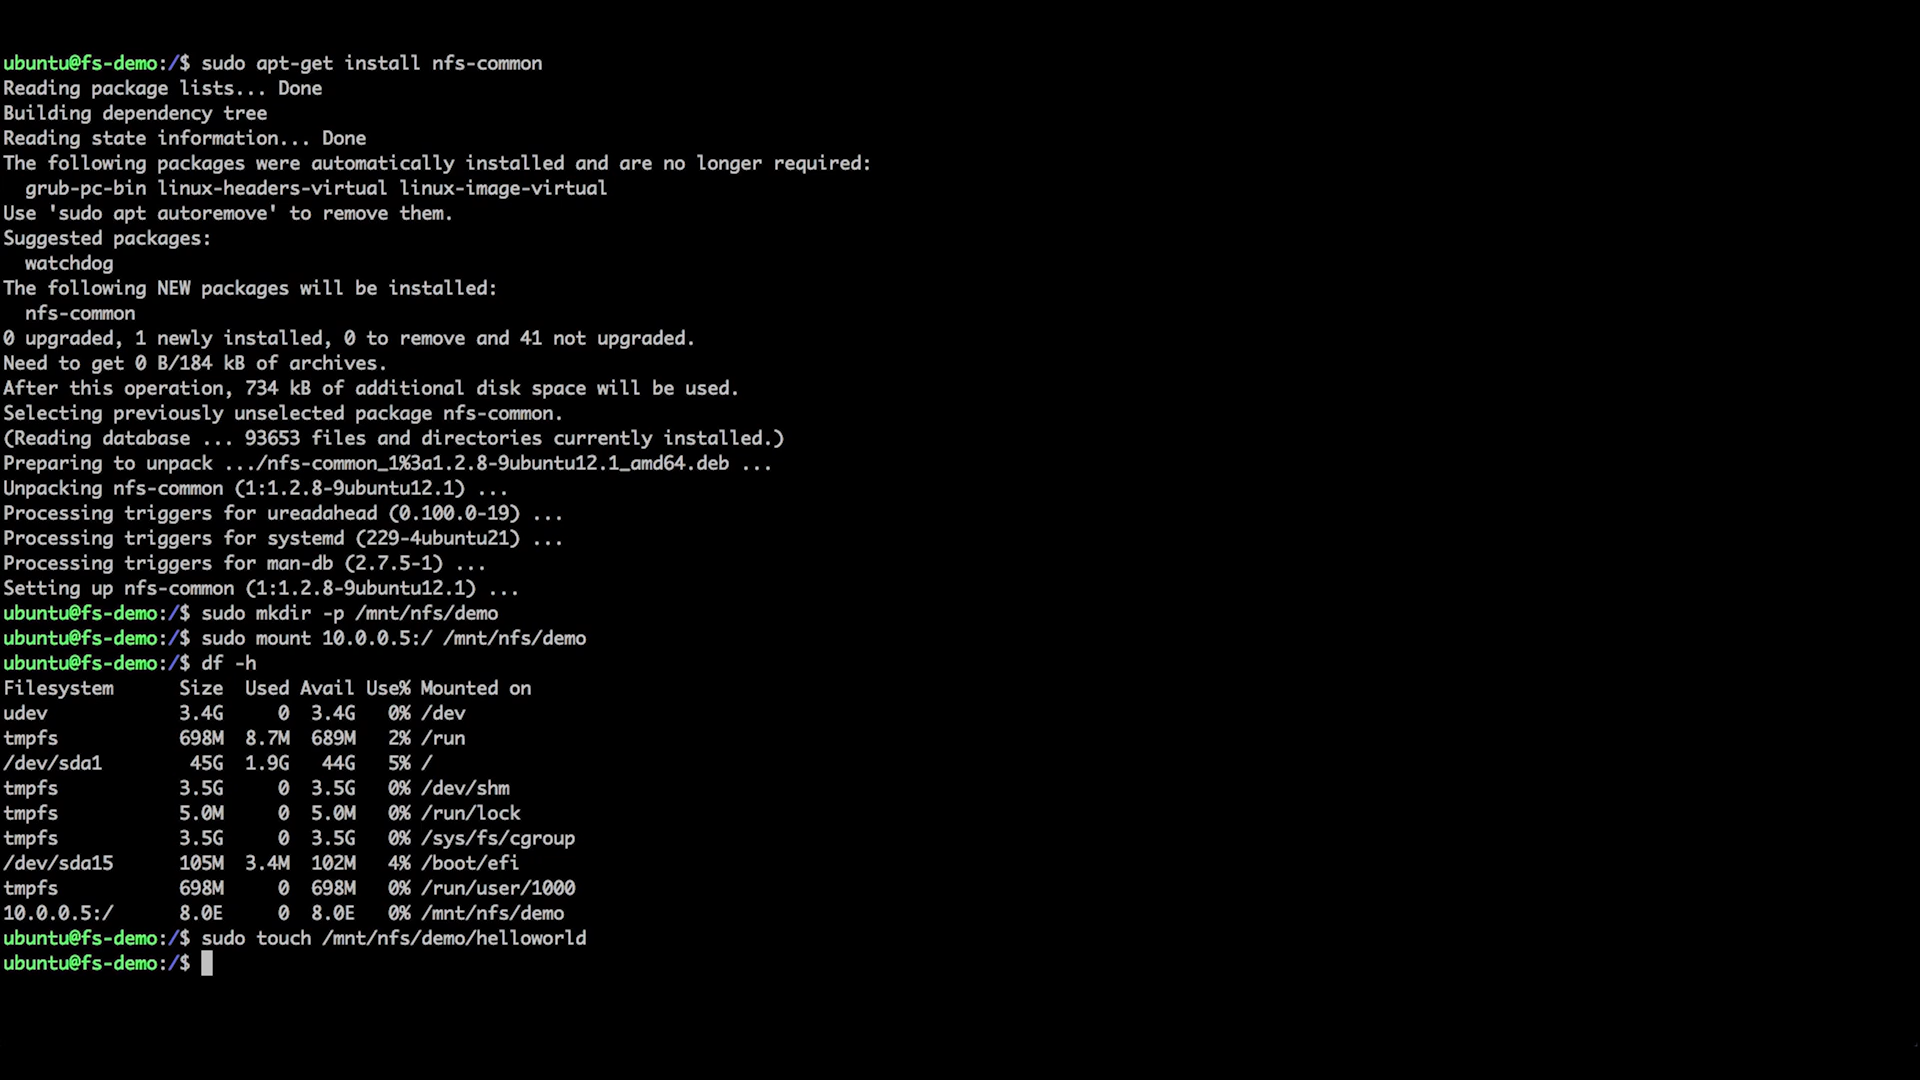 ubuntu@fs-demo:/$ sudo apt-get install nfs-common
Reading package lists... Done
Building dependency tree
Reading state information... Done
The following packages were automatically installed and are no longer required:
  grub-pc-bin linux-headers-virtual linux-image-virtual
Use 'sudo apt autoremove' to remove them.
Suggested packages:
  watchdog
The following NEW packages will be installed:
  nfs-common
0 upgraded, 1 newly installed, 0 to remove and 41 not upgraded.
Need to get 0 B/184 kB of archives.
After this operation, 734 kB of additional disk space will be used.
Selecting previously unselected package nfs-common.
(Reading database ... 93653 files and directories currently installed.)
Preparing to unpack .../nfs-common_1%3a1.2.8-9ubuntu12.1_amd64.deb ...
Unpacking nfs-common (1:1.2.8-9ubuntu12.1) ...
Processing triggers for ureadahead (0.100.0-19) ...
Processing triggers for systemd (229-4ubuntu21) ...
Processing triggers for man-db (2.7.5-1) ...
Setting up nfs-common (1:1.2.8-9ubuntu12.1) ...
ubuntu@fs-demo:/$ sudo mkdir -p /mnt/nfs/demo
ubuntu@fs-demo:/$ sudo mount 10.0.0.5:/ /mnt/nfs/demo
ubuntu@fs-demo:/$ df -h
Filesystem      Size  Used Avail Use% Mounted on
udev            3.4G     0  3.4G   0% /dev
tmpfs           698M  8.7M  689M   2% /run
/dev/sda1        45G  1.9G   44G   5% /
tmpfs           3.5G     0  3.5G   0% /dev/shm
tmpfs           5.0M     0  5.0M   0% /run/lock
tmpfs           3.5G     0  3.5G   0% /sys/fs/cgroup
/dev/sda15      105M  3.4M  102M   4% /boot/efi
tmpfs           698M     0  698M   0% /run/user/1000
10.0.0.5:/      8.0E     0  8.0E   0% /mnt/nfs/demo
ubuntu@fs-demo:/$ sudo touch /mnt/nfs/demo/helloworld
ubuntu@fs-demo:/$